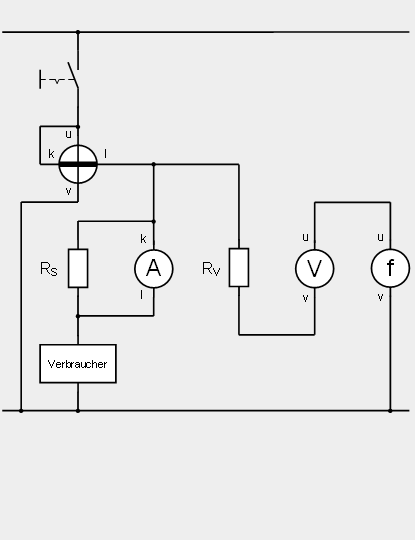 u
k l
v
k u u
R_S A R_V V f
l v v
Verbraucher